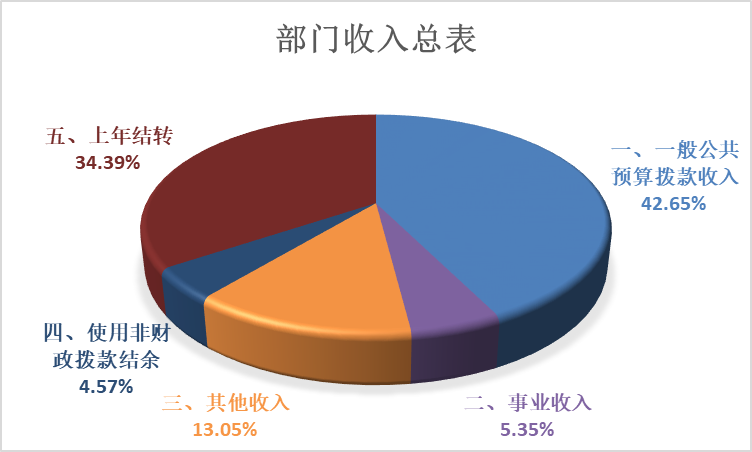 部门收入总表
五、上年结转
34.39%
一、一般公共
预算拨款收入
42.65%
四、使用非财
政拨款结余
4.57%
三、其他收入
13.05%
二、事业收入
5.35%